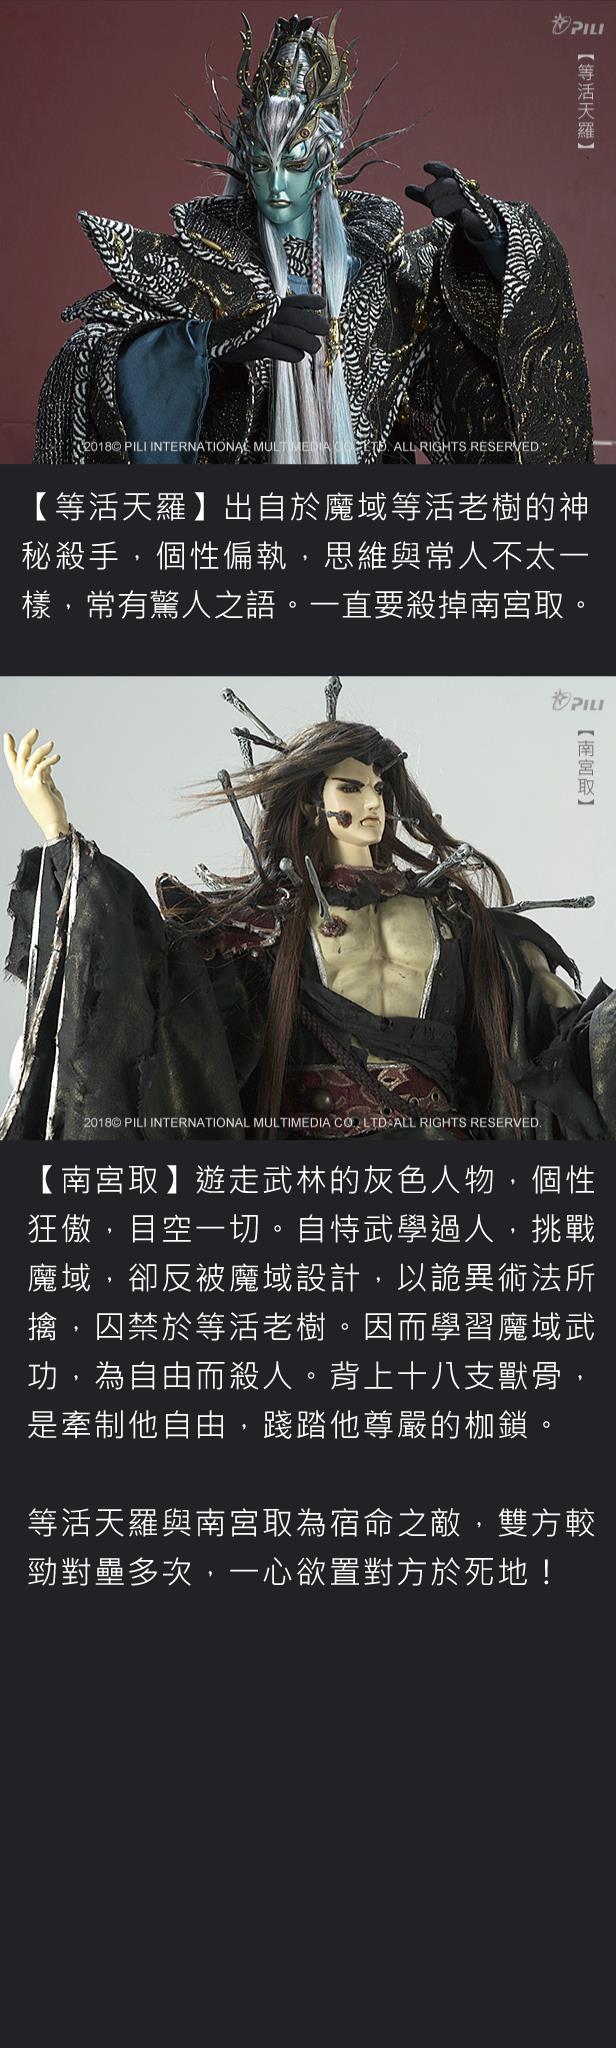 PILI
【等活天羅】
2018© PILI INTERNATIONAL MULTIMEDIA CO., LTD. ALL RIGHTS RESERVED.
【等活天羅】出自於魔域等活老樹的神
秘殺手，個性偏執，思維與常人不太一
樣，常有驚人之語。一直要殺掉南宮取。
PILI
【南宮取】
2018© PILI INTERNATIONAL MULTIMEDIA CO., LTD. ALL RIGHTS RESERVED.
【南宮取】遊走武林的灰色人物，個性
狂傲，目空一切。自恃武學過人，挑戰
魔域，卻反被魔域設計，以詭異術法所
擒，囚禁於等活老樹。因而學習魔域武
功，為自由而殺人。背上十八支獸骨，
是牽制他自由，踐踏他尊嚴的枷鎖。
等活天羅與南宮取為宿命之敵，雙方較
勁對壘多次，一心欲置對方於死地！